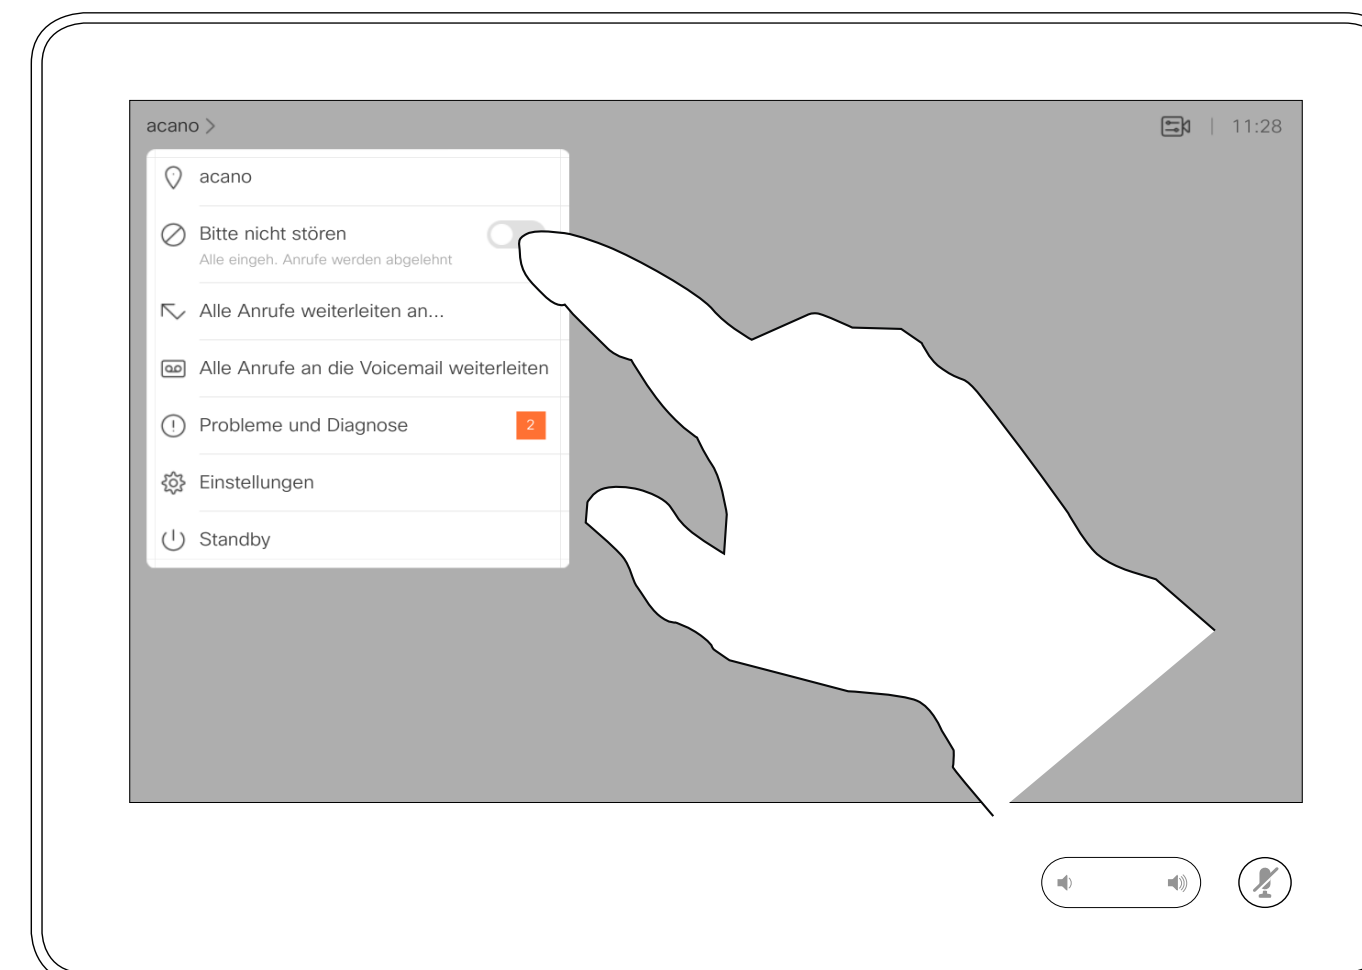 acano
11:28
acano
Bitte nicht stören
Alle eingeh. Anrufe werden abgelehnt
Alle Anrufe weiterleiten an...
Alle Anrufe an die Voicemail weiterleiten
Probleme und Diagnose 2
Einstellungen
Standby